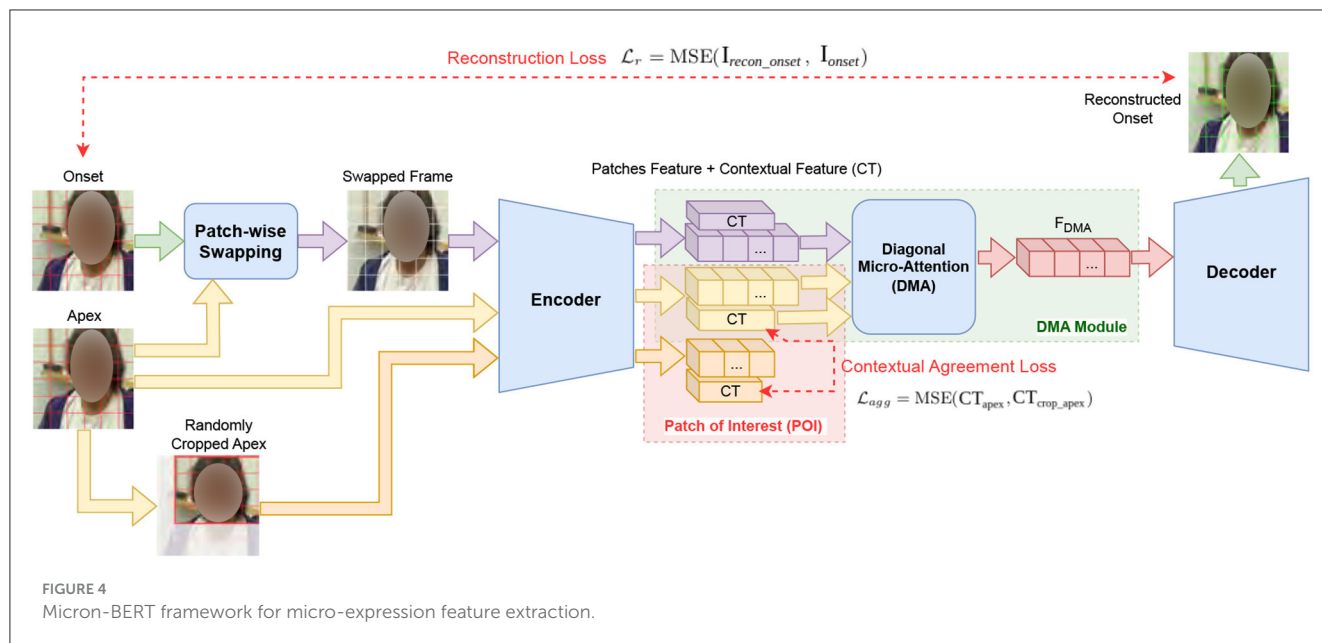 Reconstruction Loss ℒr = MSE(Irecon_onset , Ionset)
Reconstructed
Onset
Onset
Patch-wise
Swapping
Swapped Frame
Patches Feature + Contextual Feature (CT)
CT
...
Encoder
Diagonal
Micro-Attention
(DMA)
FDMA
...
Decoder
Apex
...
CT
DMA Module
...
CT
Contextual Agreement Loss
ℒagg = MSE(CTapex,CTcrop_apex)
Patch of Interest (POI)
Randomly
Cropped Apex
FIGURE 4
Micron-BERT framework for micro-expression feature extraction.